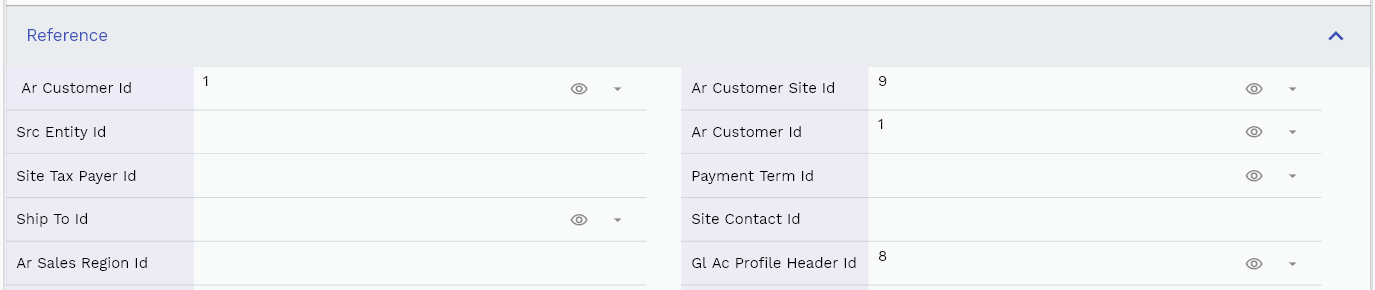 Reference
Ar Customer Id 1
Ar Customer Site Id 9
Src Entity Id
Ar Customer Id 1
Site Tax Payer Id
Payment Term Id
Ship To Id
Site Contact Id
Ar Sales Region Id
Gl Ac Profile Header Id 8